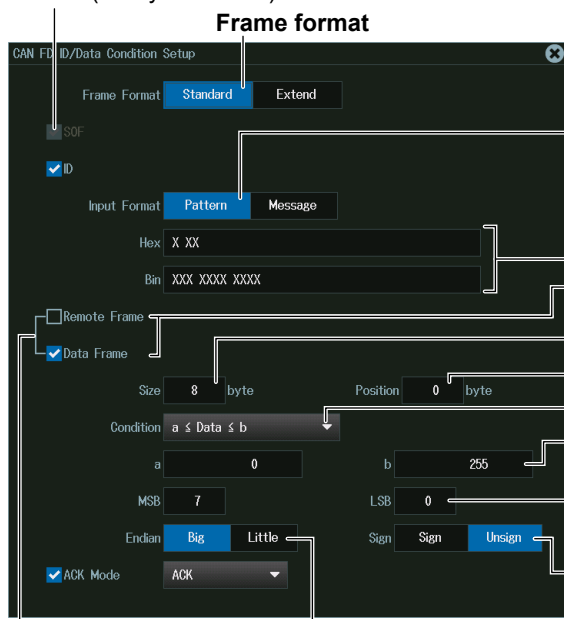 Frame format
CAN FD ID/Data Condition Setup
Frame Format Standard Extend
SOF
ID
Input Format Pattern Message
Hex X XX
Bin XXX XXXX XXXX
Remote Frame
Data Frame
Size 8 byte Position 0 byte
Condition a ≤ Data ≤ b
a 0 b 255
MSB 7 LSB 0
Endian Big Little Sign Sign Unsign
ACK Mode ACK